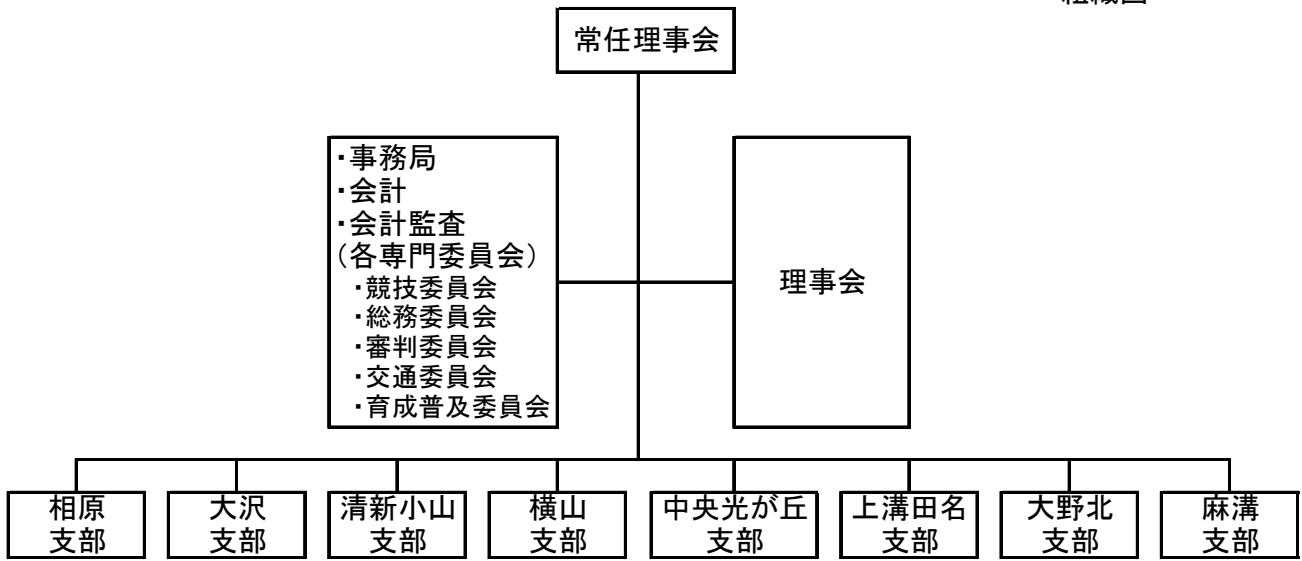 常任理事会
・事務局
・会計
・会計監査
（各専門委員会）
・競技委員会
・総務委員会
・審判委員会
・交通委員会
・育成普及委員会
理事会
相原
支部
大沢
支部
清新小山
支部
横山
支部
中央光が丘
支部
上溝田名
支部
大野北
支部
麻溝
支部